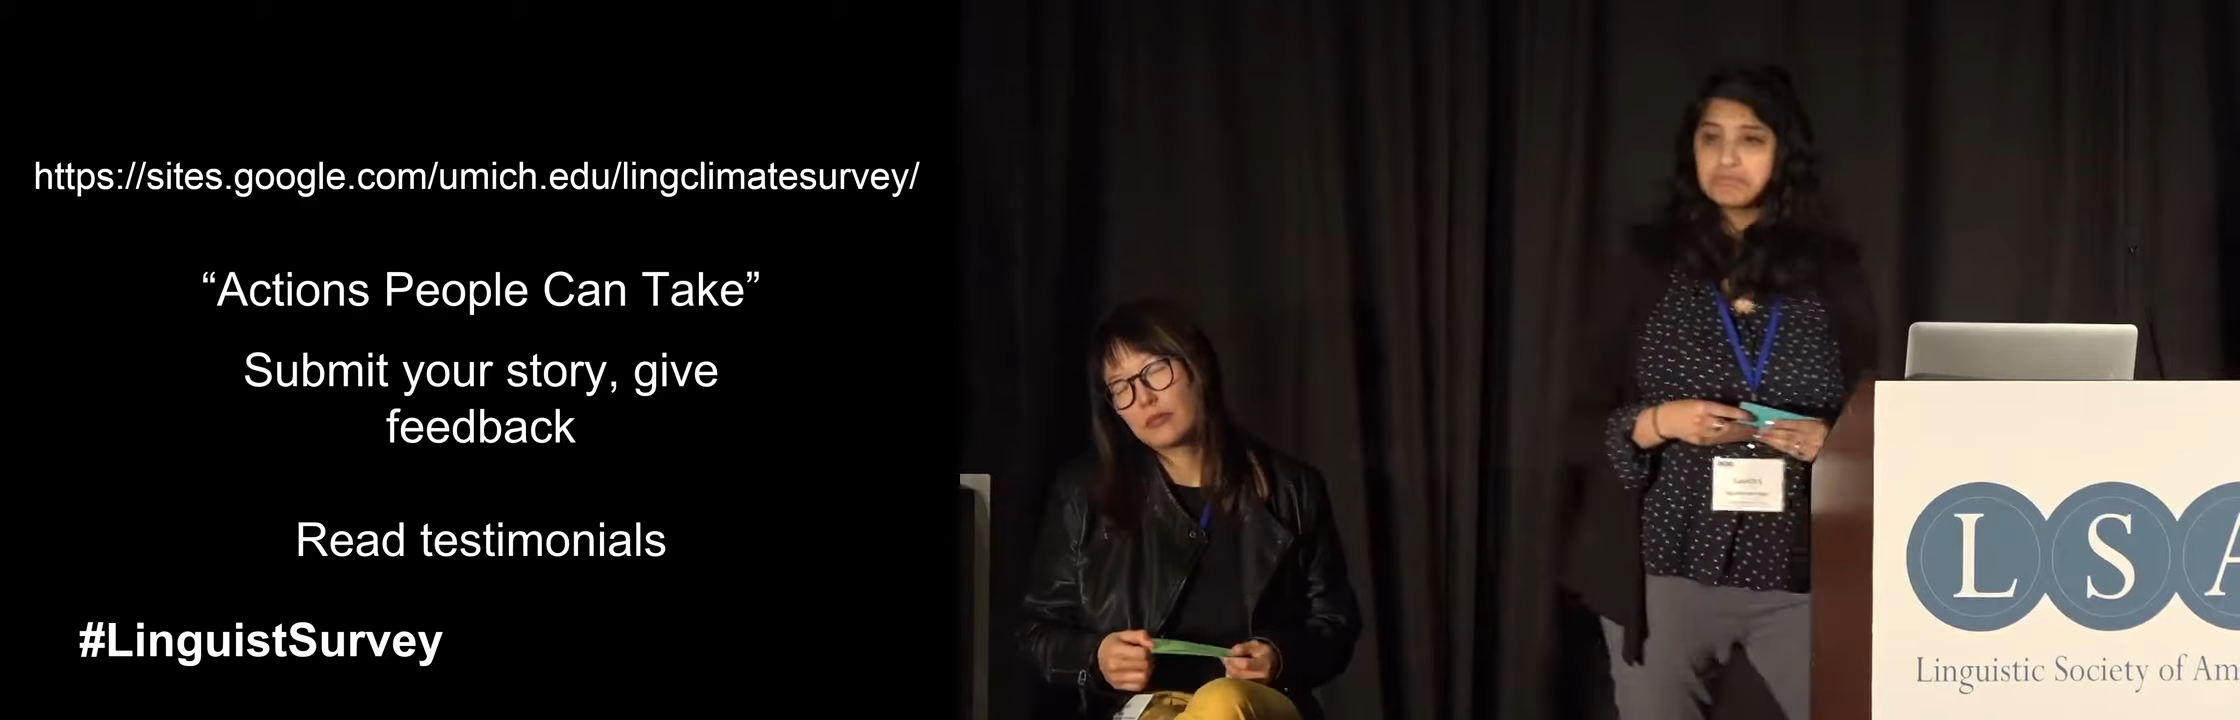 https://sites.google.com/umich.edu/lingclimatesurvey/
“Actions People Can Take”
Submit your story, give
feedback
Read testimonials
#LinguistSurvey
LSA
Linguistic Society of Am